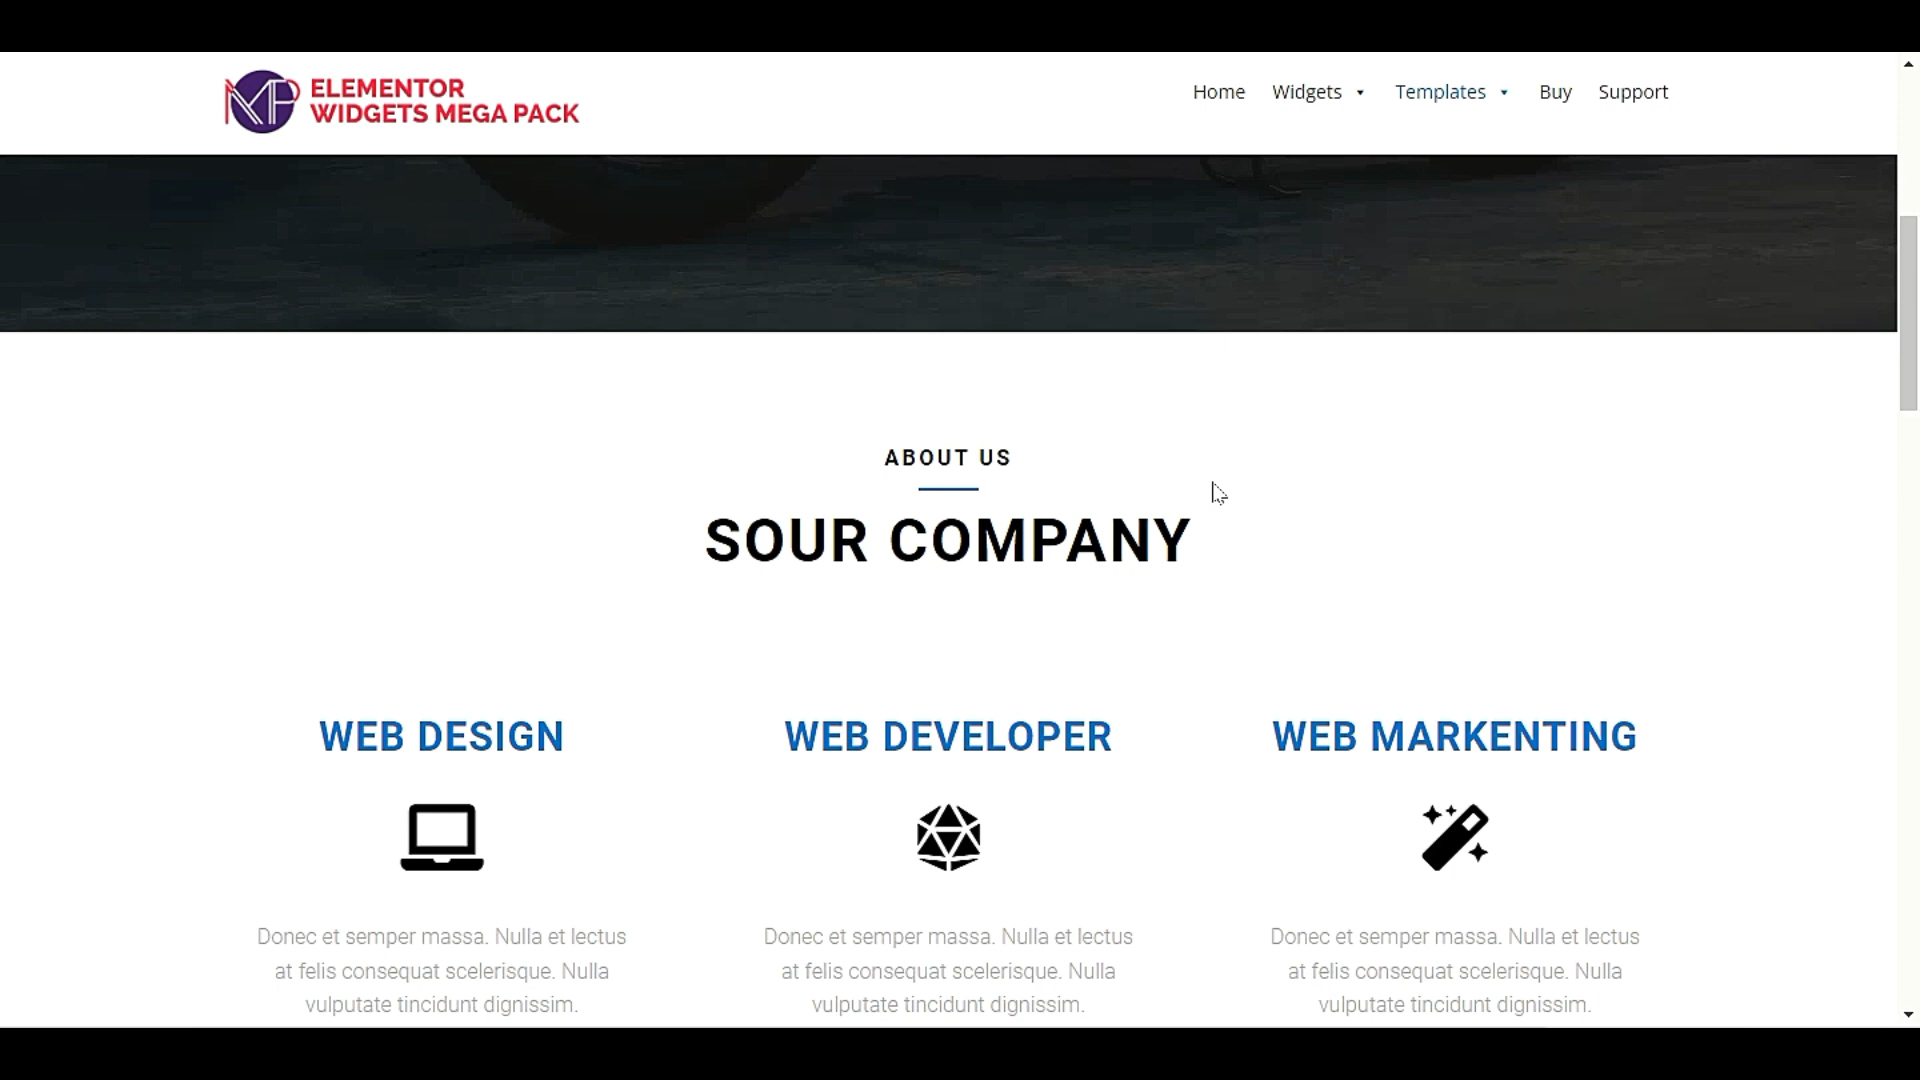 MP
ELEMENTOR
WIDGETS MEGA PACK
Home Widgets Templates Buy Support
ABOUT US
SOUR COMPANY
WEB DESIGN
WEB DEVELOPER
WEB MARKENTING
Donec et semper massa. Nulla et lectus
at felis consequat scelerisque. Nulla
vulputate tincidunt dignissim.
Donec et semper massa. Nulla et lectus
at felis consequat scelerisque. Nulla
vulputate tincidunt dignissim.
Donec et semper massa. Nulla et lectus
at felis consequat scelerisque. Nulla
vulputate tincidunt dignissim.